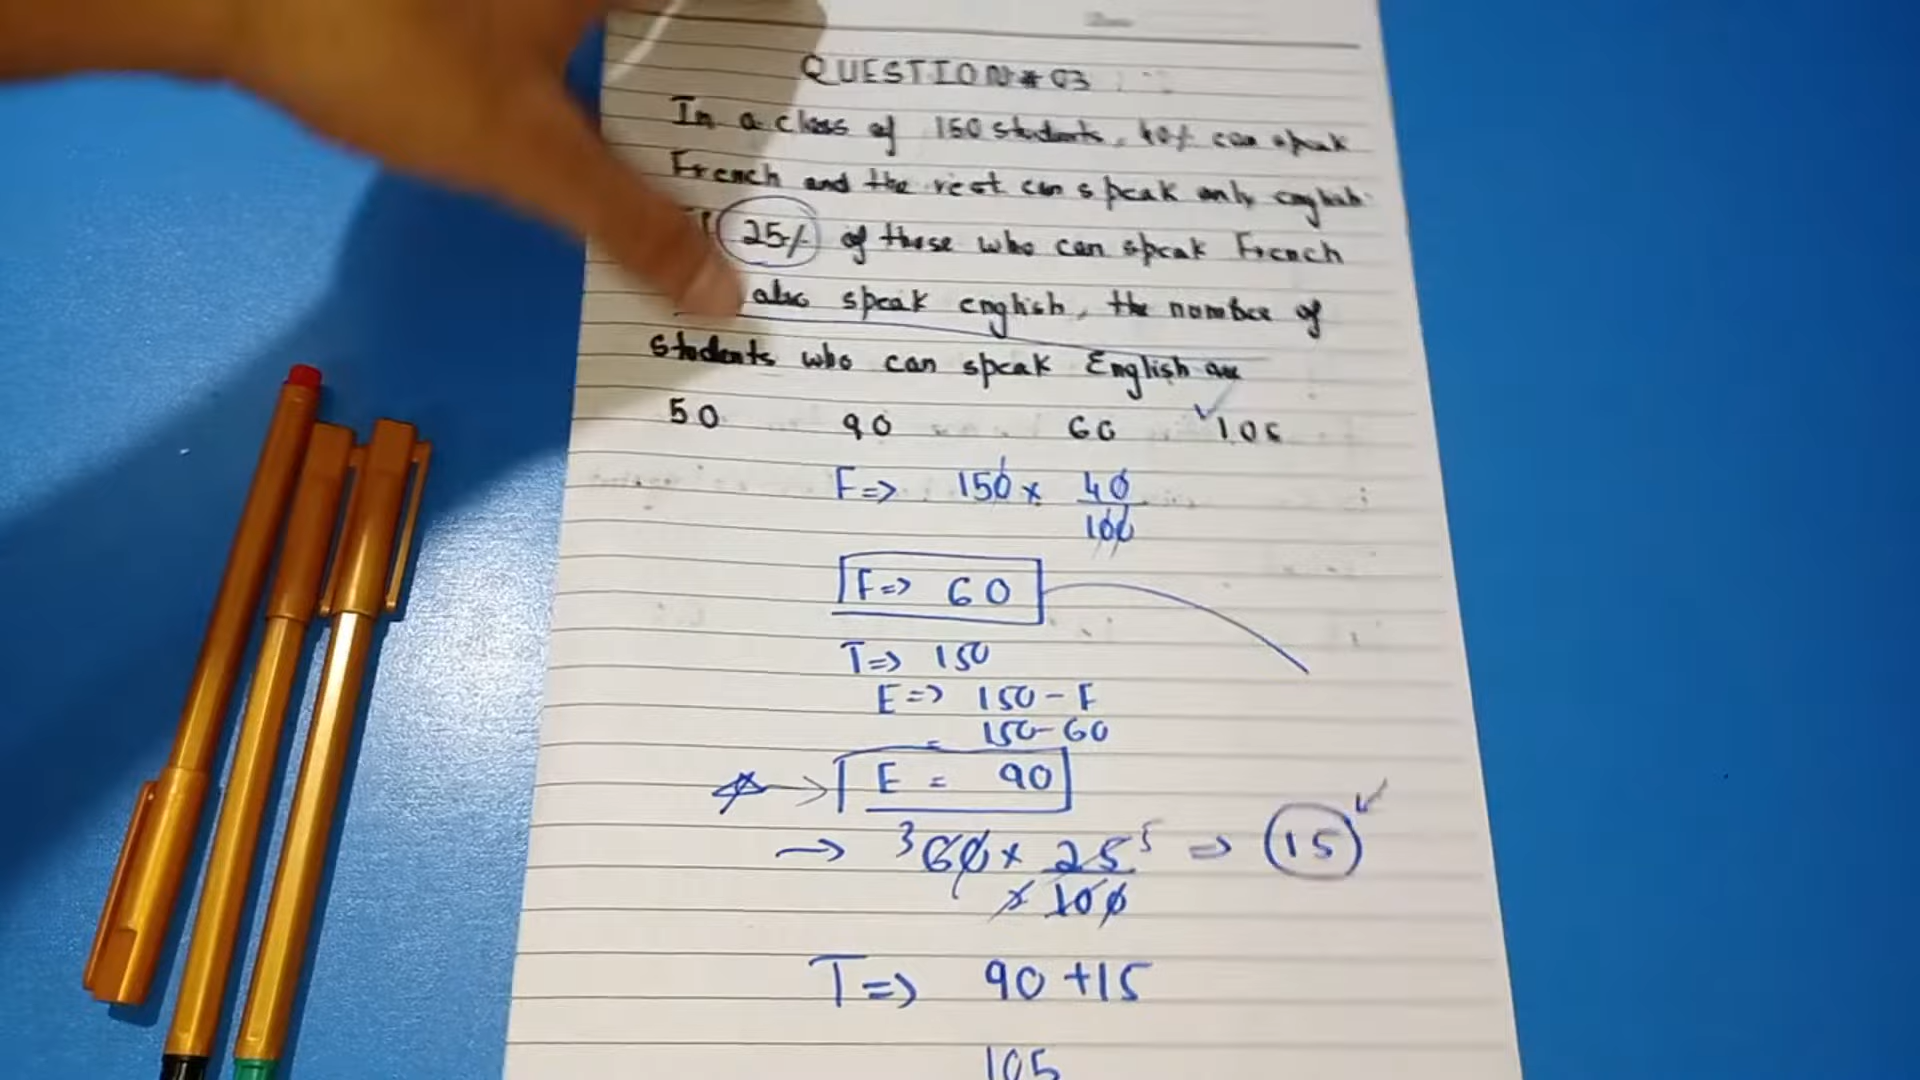 QUESTION # 03
In a class of 150 students, 40% can speak
French and the rest can speak only english.
If 25% of those who can speak French
also speak english, the number of
students who can speak English are
50 90 60 105
F => 150 × 40
100
F => 60
T => 150
E => 150 - F
= 150-60
E = 90
→ 3 60 × 25 5 => 15
100
T => 90 + 15
105